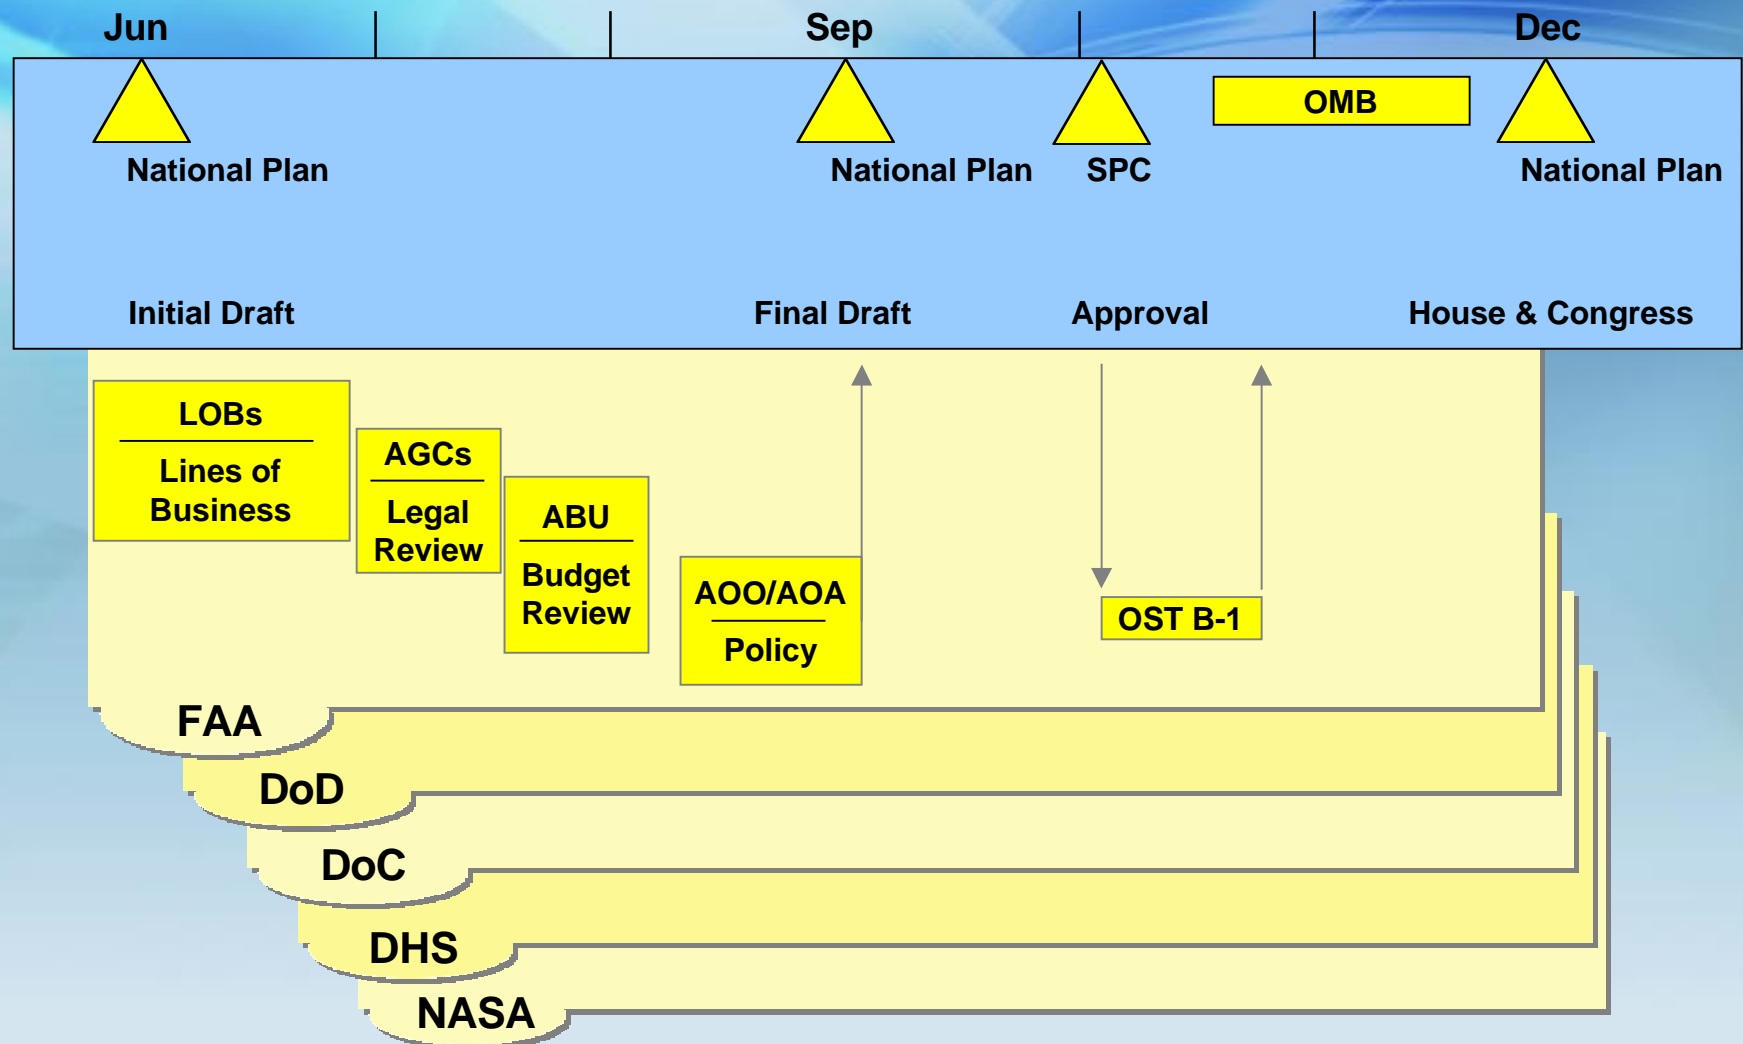 Jun
Sep
Dec
OMB
National Plan
National Plan
SPC
National Plan
Initial Draft
Final Draft
Approval
House & Congress
LOBs
Lines of
Business
AGCs
Legal
Review
ABU
Budget
Review
AOO/AOA
Policy
OST B-1
FAA
DoD
DoC
DHS
NASA